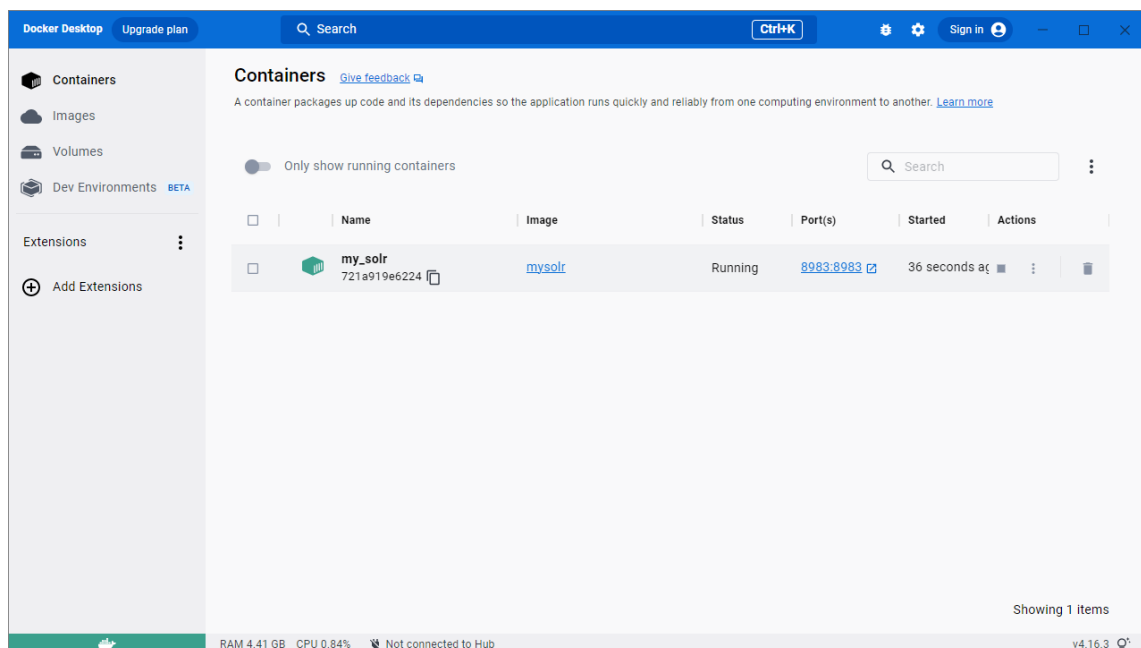 Docker Desktop Upgrade plan Search Ctrl+K Sign in
Containers
Images
Volumes
Dev Environments BETA
Extensions
Add Extensions
Containers Give feedback
A container packages up code and its dependencies so the application runs quickly and reliably from one computing environment to another. Learn more
Only show running containers Search
Name Image Status Port(s) Started Actions
my_solr
721a919e6224 mysolr Running 8983:8983 36 seconds ag
Showing 1 items
RAM 4.41 GB CPU 0.84% Not connected to Hub v4.16.3